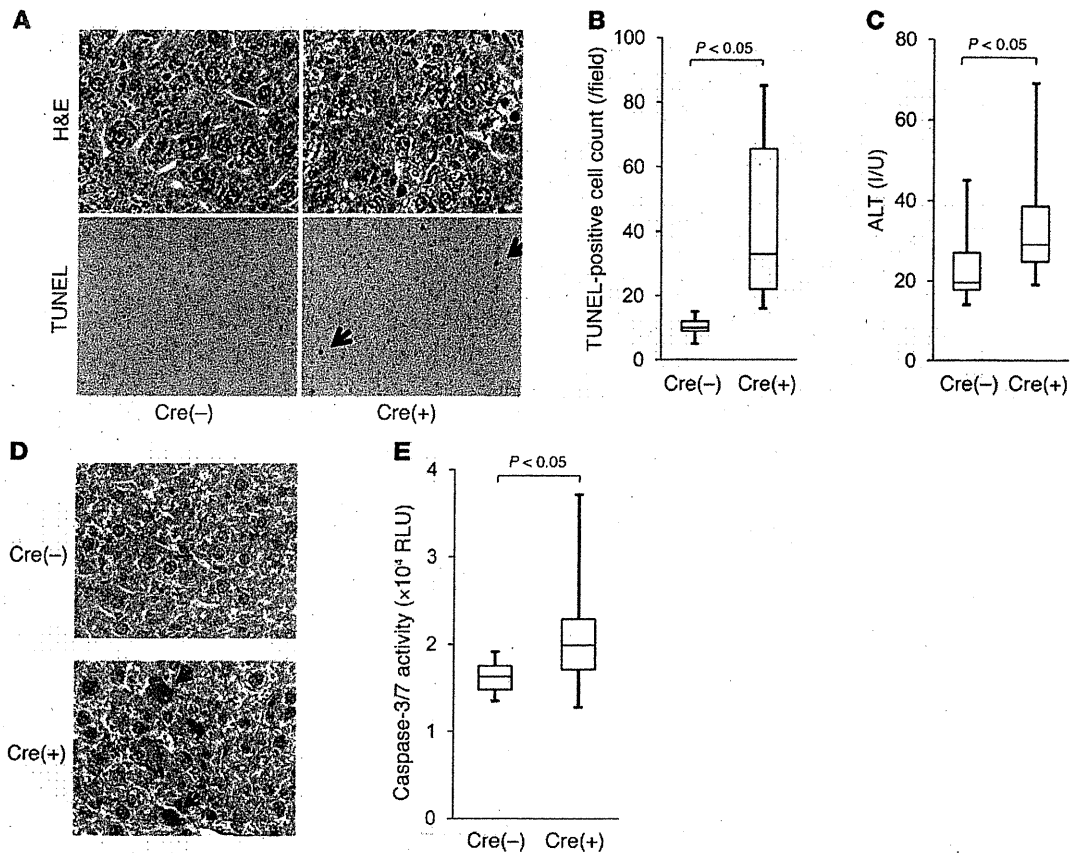 A
H&E
TUNEL
Cre(–)
Cre(+)
B
TUNEL-positive cell count (/field)
100
80
60
40
20
0
P < 0.05
Cre(–)
Cre(+)
C
ALT (I/U)
80
60
40
20
0
P < 0.05
Cre(–)
Cre(+)
D
Cre(–)
Cre(+)
E
Caspase-3/7 activity (×10⁴ RLU)
4
3
2
1
0
P < 0.05
Cre(–)
Cre(+)